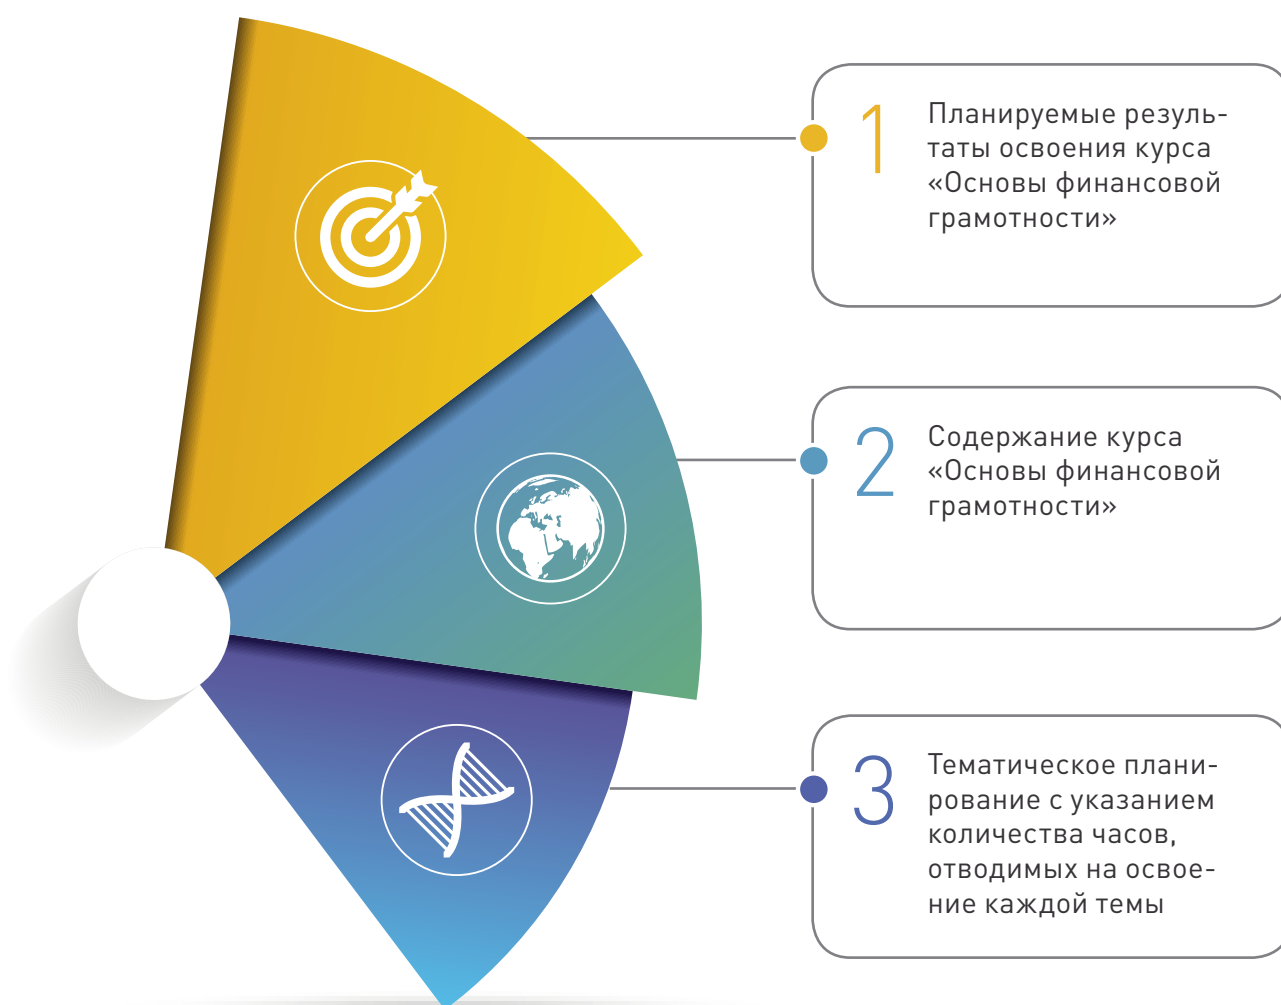 1
Планируемые резуль-
таты освоения курса
«Основы финансовой
грамотности»
2
Содержание курса
«Основы финансовой
грамотности»
3
Тематическое плани-
рование с указанием
количества часов,
отводимых на освое-
ние каждой темы